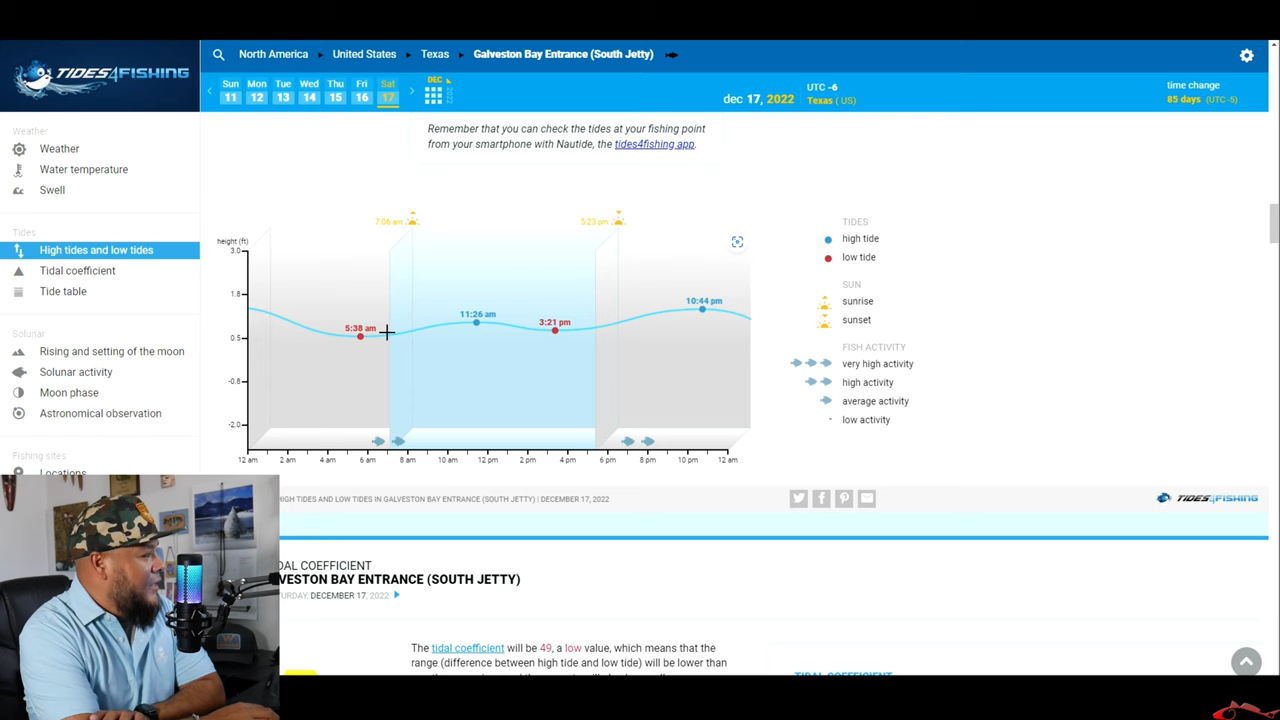 TIDES4FISHING
North America
United States
Texas
Galveston Bay Entrance (South Jetty)
Sun 11
Mon 12
Tue 13
Wed 14
Thu 15
Fri 16
Sat 17
DEC
2022
dec 17, 2022
UTC -6
Texas ( US)
time change
85 days (UTC -5)
Weather
Weather
Water temperature
Swell
Tides
High tides and low tides
Tidal coefficient
Tide table
Solunar
Rising and setting of the moon
Solunar activity
Moon phase
Astronomical observation
Fishing sites
Locations
Remember that you can check the tides at your fishing point
from your smartphone with Nautide, the tides4fishing app.
7:06 am
5:23 pm
height (ft)
3.0
1.8
0.5
-0.8
-2.0
5:38 am
11:26 am
3:21 pm
10:44 pm
12 am 2 am 4 am 6 am 8 am 10 am 12 pm 2 pm 4 pm 6 pm 8 pm 10 pm 12 am
TIDES
high tide
low tide
SUN
sunrise
sunset
FISH ACTIVITY
very high activity
high activity
average activity
low activity
HIGH TIDES AND LOW TIDES IN GALVESTON BAY ENTRANCE (SOUTH JETTY) | DECEMBER 17, 2022
TIDES4FISHING
DAL COEFFICIENT
VESTON BAY ENTRANCE (SOUTH JETTY)
TURDAY, DECEMBER 17, 2022
The tidal coefficient will be 49, a low value, which means that the
range (difference between high tide and low tide) will be lower than
TIDAL COEFFICIENT